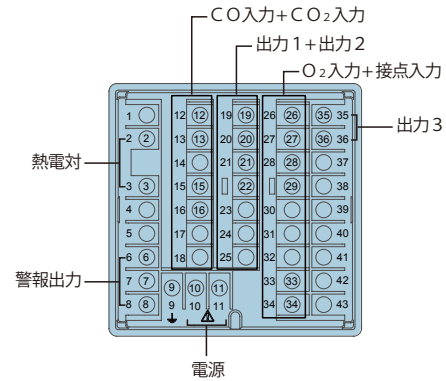 ＣＯ入力+ＣＯ₂入力
出力1+出力2
Ｏ₂入力+接点入力
1 12 ⑫ 19 ⑲ 26 ㉖ ㉟ 35
2 ② 13 ⑬ 20 ⑳ 27 ㉗ ㊱ 36
出力3
14 21 ㉑ 28 ㉘ 37
熱電対
3 ③ 15 ⑮ ㉒ ㉙ 38
4 16 ⑯ 23 30 39
5 17 24 31 40
6 ⑥ 18 25 32 41
警報出力
7 ⑦ ⑨ ⑩ ⑪ 33 ㉝ 42
8 ⑧ 9 10 11 34 ㉞ 43
電源